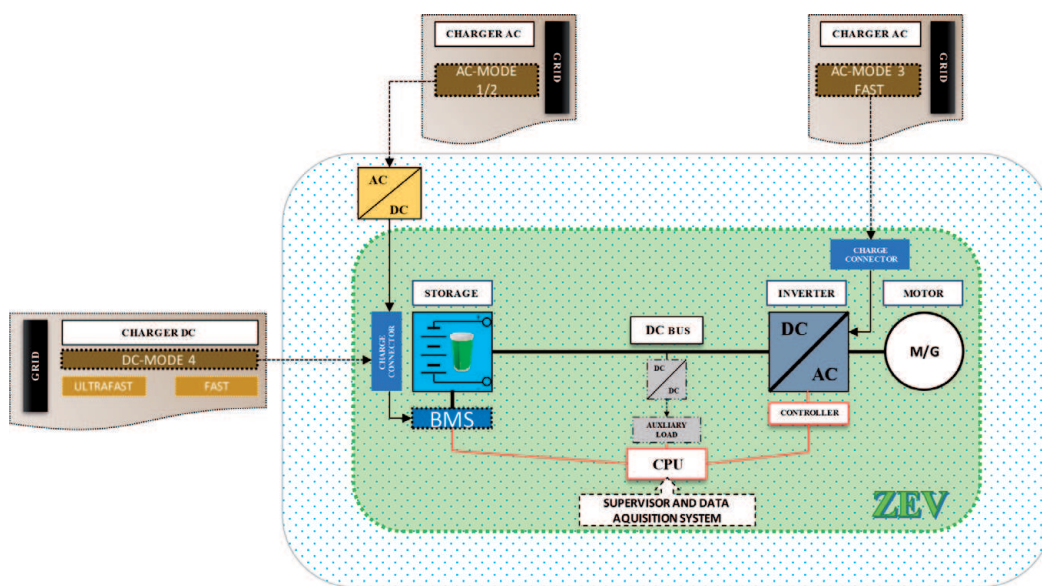 CHARGER AC
AC-MODE
1/2
GRID
CHARGER AC
AC-MODE 3
FAST
GRID
AC
DC
CHARGE
CONNECTOR
STORAGE
INVERTER
MOTOR
GRID
CHARGER DC
DC-MODE 4
ULTRAFAST
FAST
CHARGE
CONNECTOR
DC BUS
DC
AC
M/G
DC
DC
BMS
CONTROLLER
AUXLIARY
LOAD
CPU
SUPERVISOR AND DATA
AQUISITION SYSTEM
ZEV